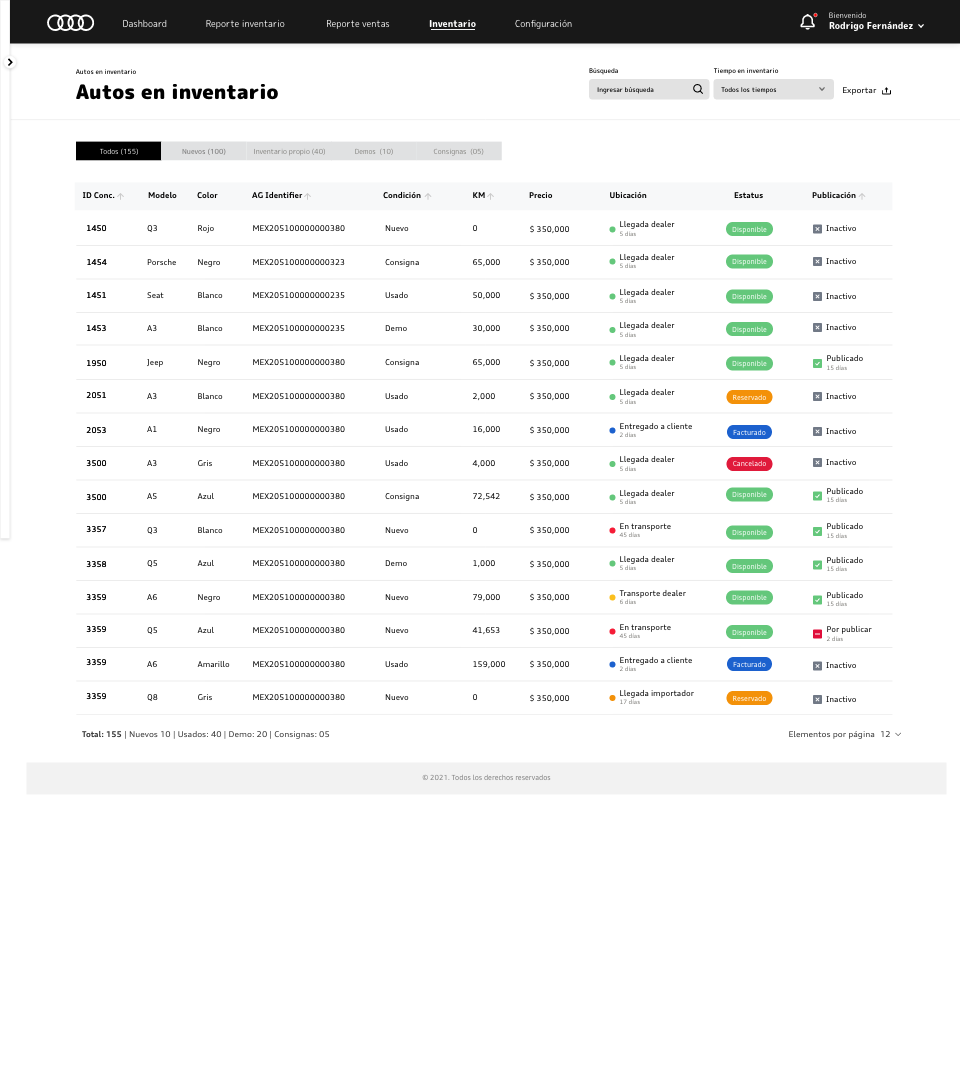 Dashboard Reporte inventario Reporte ventas Inventario Configuración Bienvenido
Rodrigo Fernández
Autos en inventario
Autos en inventario
Búsqueda Tiempo en inventario
Ingresar búsqueda Todos los tiempos Exportar
Todos (155) Nuevos (100) Inventario propio (40) Demos (10) Consignas (05)
ID Conc. Modelo Color AG Identifier Condición KM Precio Ubicación Estatus Publicación
1450 Q3 Rojo MEX205100000000380 Nuevo 0 $ 350,000 Llegada dealer Disponible Inactivo
5 días
1454 Porsche Negro MEX205100000000323 Consigna 65,000 $ 350,000 Llegada dealer Disponible Inactivo
5 días
1451 Seat Blanco MEX205100000000235 Usado 50,000 $ 350,000 Llegada dealer Disponible Inactivo
5 días
1453 A3 Blanco MEX205100000000235 Demo 30,000 $ 350,000 Llegada dealer Disponible Inactivo
5 días
1950 Jeep Negro MEX205100000000380 Consigna 65,000 $ 350,000 Llegada dealer Disponible Publicado
5 días 15 días
2051 A3 Blanco MEX205100000000380 Usado 2,000 $ 350,000 Llegada dealer Reservado Inactivo
5 días
2053 A1 Negro MEX205100000000380 Usado 16,000 $ 350,000 Entregado a cliente Facturado Inactivo
2 días
3500 A3 Gris MEX205100000000380 Usado 4,000 $ 350,000 Llegada dealer Cancelado Inactivo
5 días
3500 A5 Azul MEX205100000000380 Consigna 72,542 $ 350,000 Llegada dealer Disponible Publicado
5 días 15 días
3357 Q3 Blanco MEX205100000000380 Nuevo 0 $ 350,000 En transporte Disponible Publicado
45 días 15 días
3358 Q5 Azul MEX205100000000380 Demo 1,000 $ 350,000 Llegada dealer Disponible Publicado
5 días 15 días
3359 A6 Negro MEX205100000000380 Nuevo 79,000 $ 350,000 Transporte dealer Disponible Publicado
6 días 15 días
3359 Q5 Azul MEX205100000000380 Nuevo 41,653 $ 350,000 En transporte Disponible Por publicar
45 días 2 días
3359 A6 Amarillo MEX205100000000380 Usado 159,000 $ 350,000 Entregado a cliente Facturado Inactivo
2 días
3359 Q8 Gris MEX205100000000380 Nuevo 0 $ 350,000 Llegada importador Reservado Inactivo
17 días
Total: 155 | Nuevos 10 | Usados: 40 | Demo: 20 | Consignas: 05 Elementos por página 12
© 2021. Todos los derechos reservados